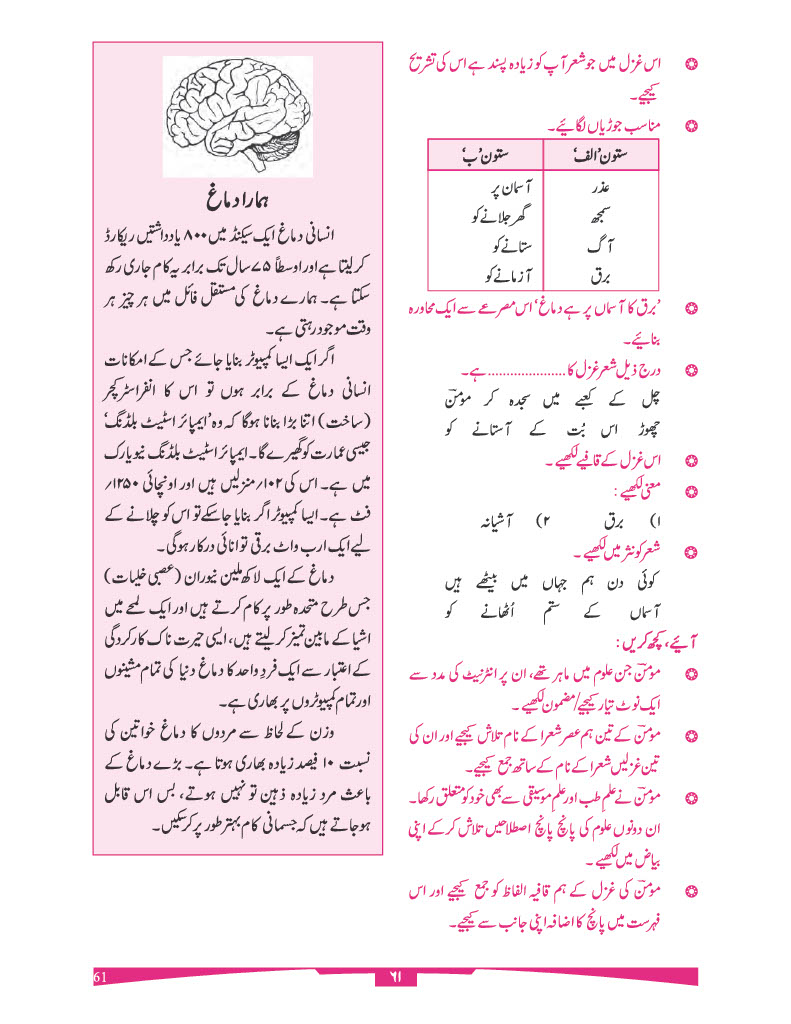 اس غزل میں جو شعر آپ کو زیادہ پسند ہے اس کی تشریح
کیجیے۔
مناسب جوڑیاں لگائیے۔
ستون 'الف' ستون 'ب'
عذر آسمان پر
سمجھ گھر جلانے کو
آگ ستانے کو
برق آزمانے کو
'برق کا آسماں پر ہے دماغ' اس مصرعے سے ایک محاورہ
بنائیے۔
درج ذیل شعر غزل کا ..................... ہے۔
چل کے کعبے میں سجدہ کر مومنؔ
چھوڑ اس بُت کے آستانے کو
اس غزل کے قافیے لکھیے۔
معنی لکھیے :
۱) برق ۲) آشیانہ
شعر کو نثر میں لکھیے۔
کوئی دن ہم جہاں میں بیٹھے ہیں
آسماں کے ستم اُٹھانے کو
آئیے، کچھ کریں :
مومنؔ جن علوم میں ماہر تھے، ان پر انٹرنیٹ کی مدد سے
ایک نوٹ تیار کیجیے/مضمون لکھیے۔
مومنؔ کے تین ہم عصر شعرا کے نام تلاش کیجیے اور ان کی
تین غزلیں شعرا کے نام کے ساتھ جمع کیجیے۔
مومنؔ نے علمِ طب اور علمِ موسیقی سے بھی خود کو متعلق رکھا۔
ان دونوں علوم کی پانچ پانچ اصطلاحیں تلاش کرکے اپنی
بیاض میں لکھیے۔
مومنؔ کی غزل کے ہم قافیہ الفاظ کو جمع کیجیے اور اس
فہرست میں پانچ کا اضافہ اپنی جانب سے کیجیے۔
ہمارا دماغ
انسانی دماغ ایک سیکنڈ میں ۸۰۰ یادداشتیں ریکارڈ
کرلیتا ہے اور اوسطاً ۷۵ سال تک برابر یہ کام جاری رکھ
سکتا ہے۔ ہمارے دماغ کی مستقل فائل میں ہر چیز ہر
وقت موجود رہتی ہے۔
اگر ایک ایسا کمپیوٹر بنایا جائے جس کے امکانات
انسانی دماغ کے برابر ہوں تو اس کا انفراسٹرکچر
(ساخت) اتنا بڑا بنانا ہوگا کہ وہ 'ایمپائر اسٹیٹ بلڈنگ'
جیسی عمارت کو گھیرے گا۔ ایمپائر اسٹیٹ بلڈنگ نیویارک
میں ہے۔ اس کی ۱۰۲؍ منزلیں ہیں اور اونچائی ۱۲۵۰؍
فٹ ہے۔ ایسا کمپیوٹر اگر بنایا جاسکے تو اس کو چلانے کے
لیے ایک ارب واٹ برقی توانائی درکار ہوگی۔
دماغ کے ایک لاکھ ملین نیوران (عصبی خلیات)
جس طرح متحدہ طور پر کام کرتے ہیں اور ایک لمحے میں
اشیا کے مابین تمیز کر لیتے ہیں، ایسی حیرت ناک کارکردگی
کے اعتبار سے ایک فردِ واحد کا دماغ دنیا کی تمام مشینوں
اور تمام کمپیوٹروں پر بھاری ہے۔
وزن کے لحاظ سے مردوں کا دماغ خواتین کی
نسبت ۱۰ فیصد زیادہ بھاری ہوتا ہے۔ بڑے دماغ کے
باعث مرد زیادہ ذہین تو نہیں ہوتے، بس اس قابل
ہوجاتے ہیں کہ جسمانی کام بہتر طور پر کرسکیں۔
61
۶۱